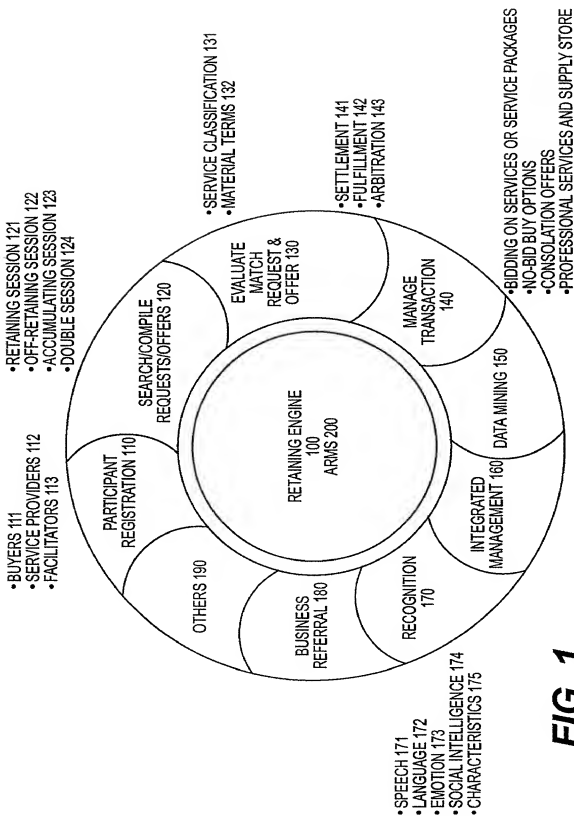 • BUYERS 111
• SERVICE PROVIDERS 112
• FACILITATORS 113
• RETAINING SESSION 121
• OFF-RETAINING SESSION 122
• ACCUMULATING SESSION 123
• DOUBLE SESSION 124
• SERVICE CLASSIFICATION 131
• MATERIAL TERMS 132
• SETTLEMENT 141
• FULFILLMENT 142
• ARBITRATION 143
• BIDDING ON SERVICES OR SERVICE PACKAGES
• NO-BID BUY OPTIONS
• CONSOLATION OFFERS
• PROFESSIONAL SERVICES AND SUPPLY STORE
PARTICIPANT
REGISTRATION 110
SEARCH/COMPILE
REQUESTS/OFFERS 120
EVALUATE
MATCH
REQUEST &
OFFER 130
MANAGE
TRANSACTION
140
DATA MINING 150
INTEGRATED
MANAGEMENT 160
RECOGNITION
170
BUSINESS
REFERRAL 180
OTHERS 190
RETAINING ENGINE
100
ARMS 200
• SPEECH 171
• LANGUAGE 172
• EMOTION 173
• SOCIAL INTELLIGENCE 174
• CHARACTERISTICS 175
FIG. 1